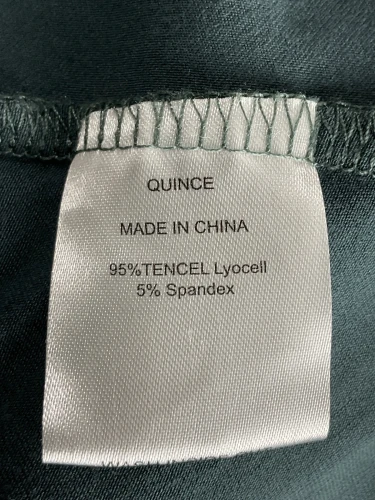 QUINCE
MADE IN CHINA
95%TENCEL Lyocell
5% Spandex